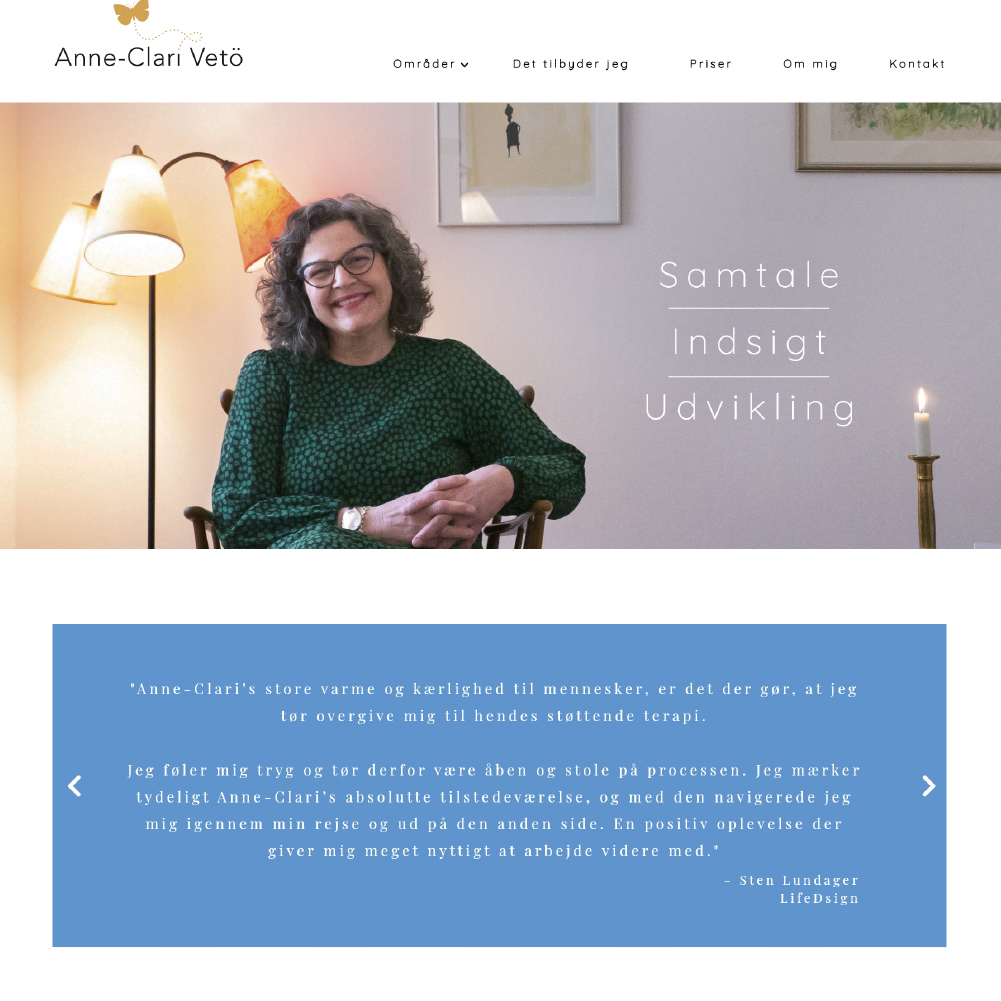 Anne-Clari Vetö
Områder
Det tilbyder jeg
Priser
Om mig
Kontakt
Samtale
Indsigt
Udvikling
"Anne-Clari's store varme og kærlighed til mennesker, er det der gør, at jeg
tør overgive mig til hendes støttende terapi.
Jeg føler mig tryg og tør derfor være åben og stole på processen. Jeg mærker
tydeligt Anne-Clari's absolutte tilstedeværelse, og med den navigerede jeg
mig igennem min rejse og ud på den anden side. En positiv oplevelse der
giver mig meget nyttigt at arbejde videre med."
– Sten Lundager
LifeDsign